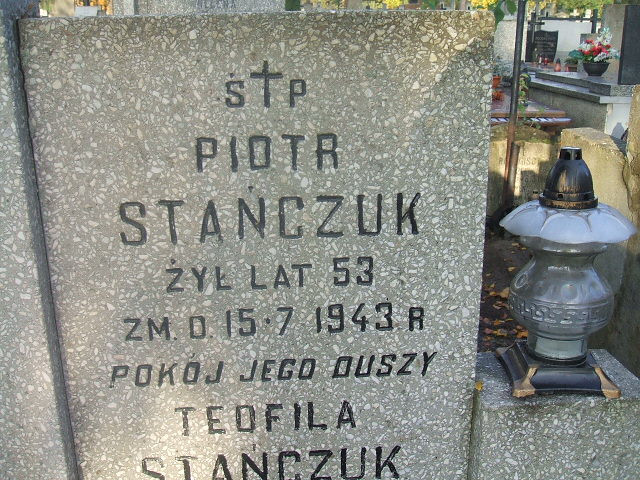 Ś P
PIOTR
STAŃCZUK
ŻYŁ LAT 53
ZM. D. 15·7 1943 R
POKÓJ JEGO DUSZY
TEOFILA
STAŃCZUK